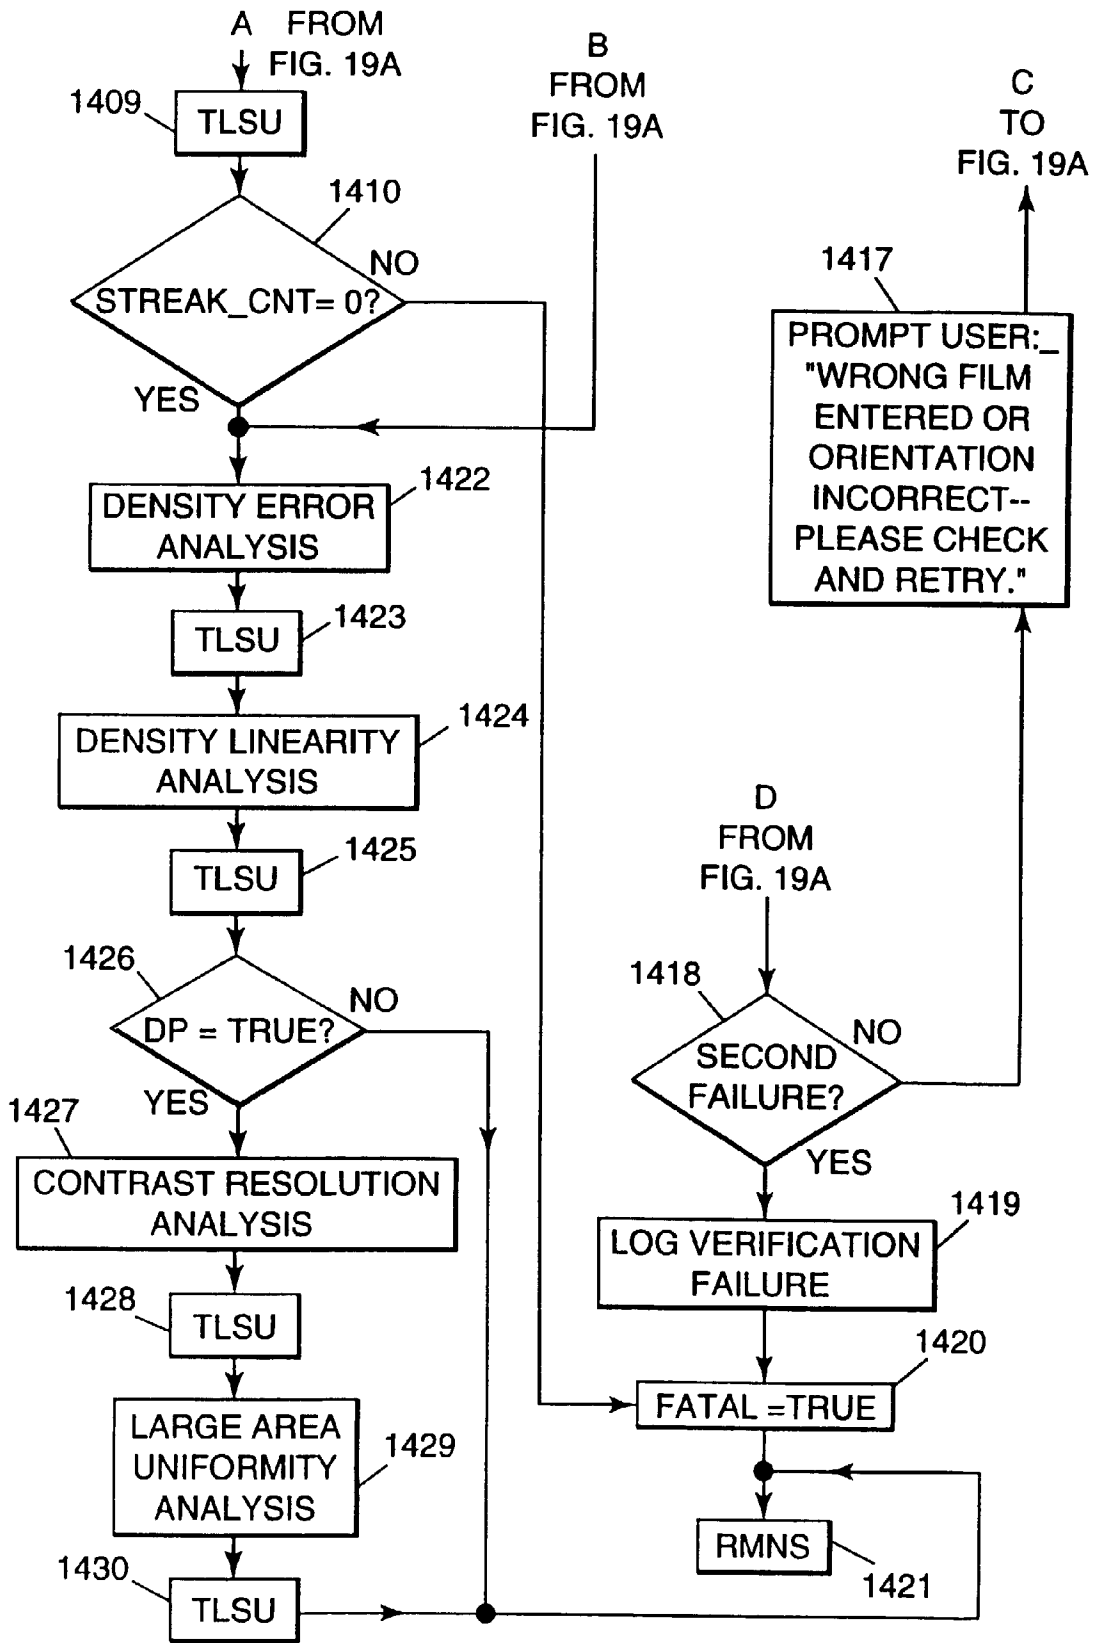 A FROM
FIG. 19A
1409
TLSU
1410
STREAK_CNT= 0?
NO
YES
B
FROM
FIG. 19A
1422
DENSITY ERROR
ANALYSIS
1423
TLSU
1424
DENSITY LINEARITY
ANALYSIS
1425
TLSU
1426
DP = TRUE?
NO
YES
1427
CONTRAST RESOLUTION
ANALYSIS
1428
TLSU
1429
LARGE AREA
UNIFORMITY
ANALYSIS
1430
TLSU
C
TO
FIG. 19A
1417
PROMPT USER:_
"WRONG FILM
ENTERED OR
ORIENTATION
INCORRECT--
PLEASE CHECK
AND RETRY."
D
FROM
FIG. 19A
1418
SECOND
FAILURE?
NO
YES
1419
LOG VERIFICATION
FAILURE
1420
FATAL =TRUE
RMNS
1421